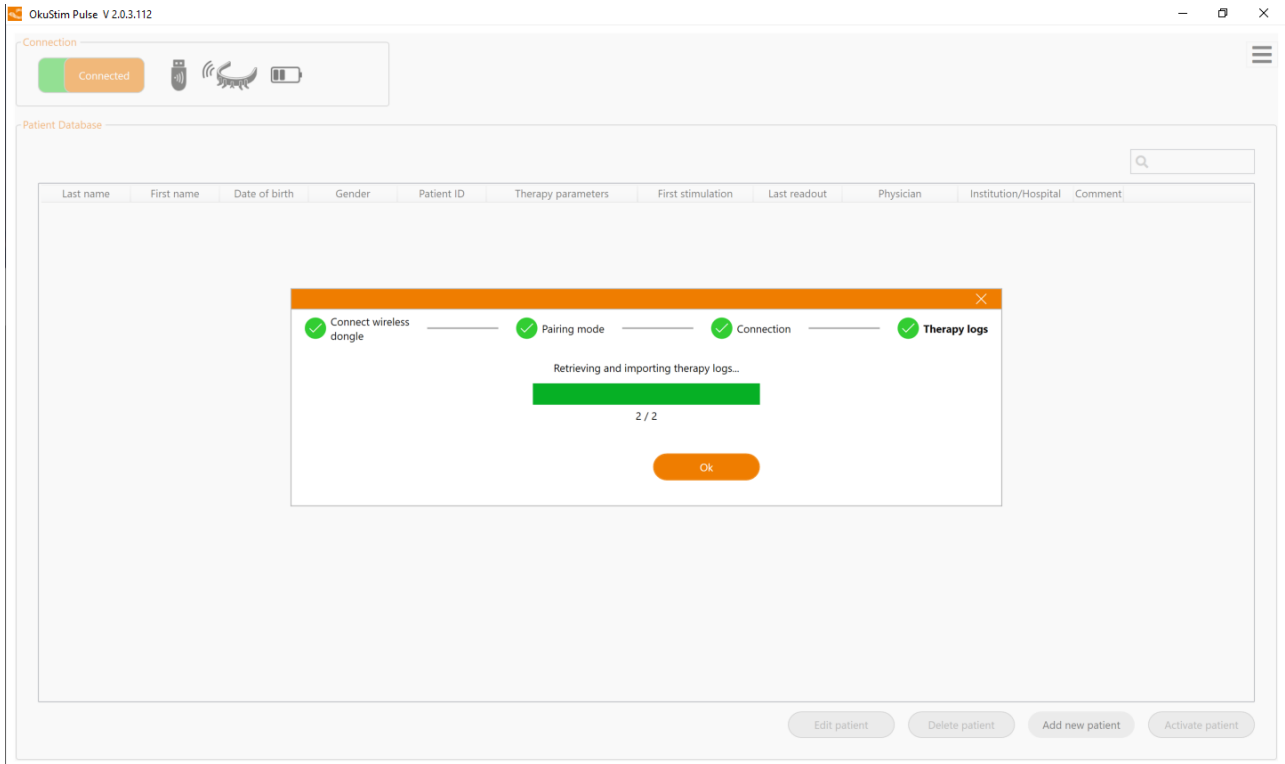 OkuStim Pulse V 2.0.3.112
Connection
Connected
Patient Database
Last name First name Date of birth Gender Patient ID Therapy parameters First stimulation Last readout Physician Institution/Hospital Comment
Connect wireless
dongle
Pairing mode
Connection
Therapy logs
Retrieving and importing therapy logs...
2 / 2
Ok
Edit patient Delete patient Add new patient Activate patient